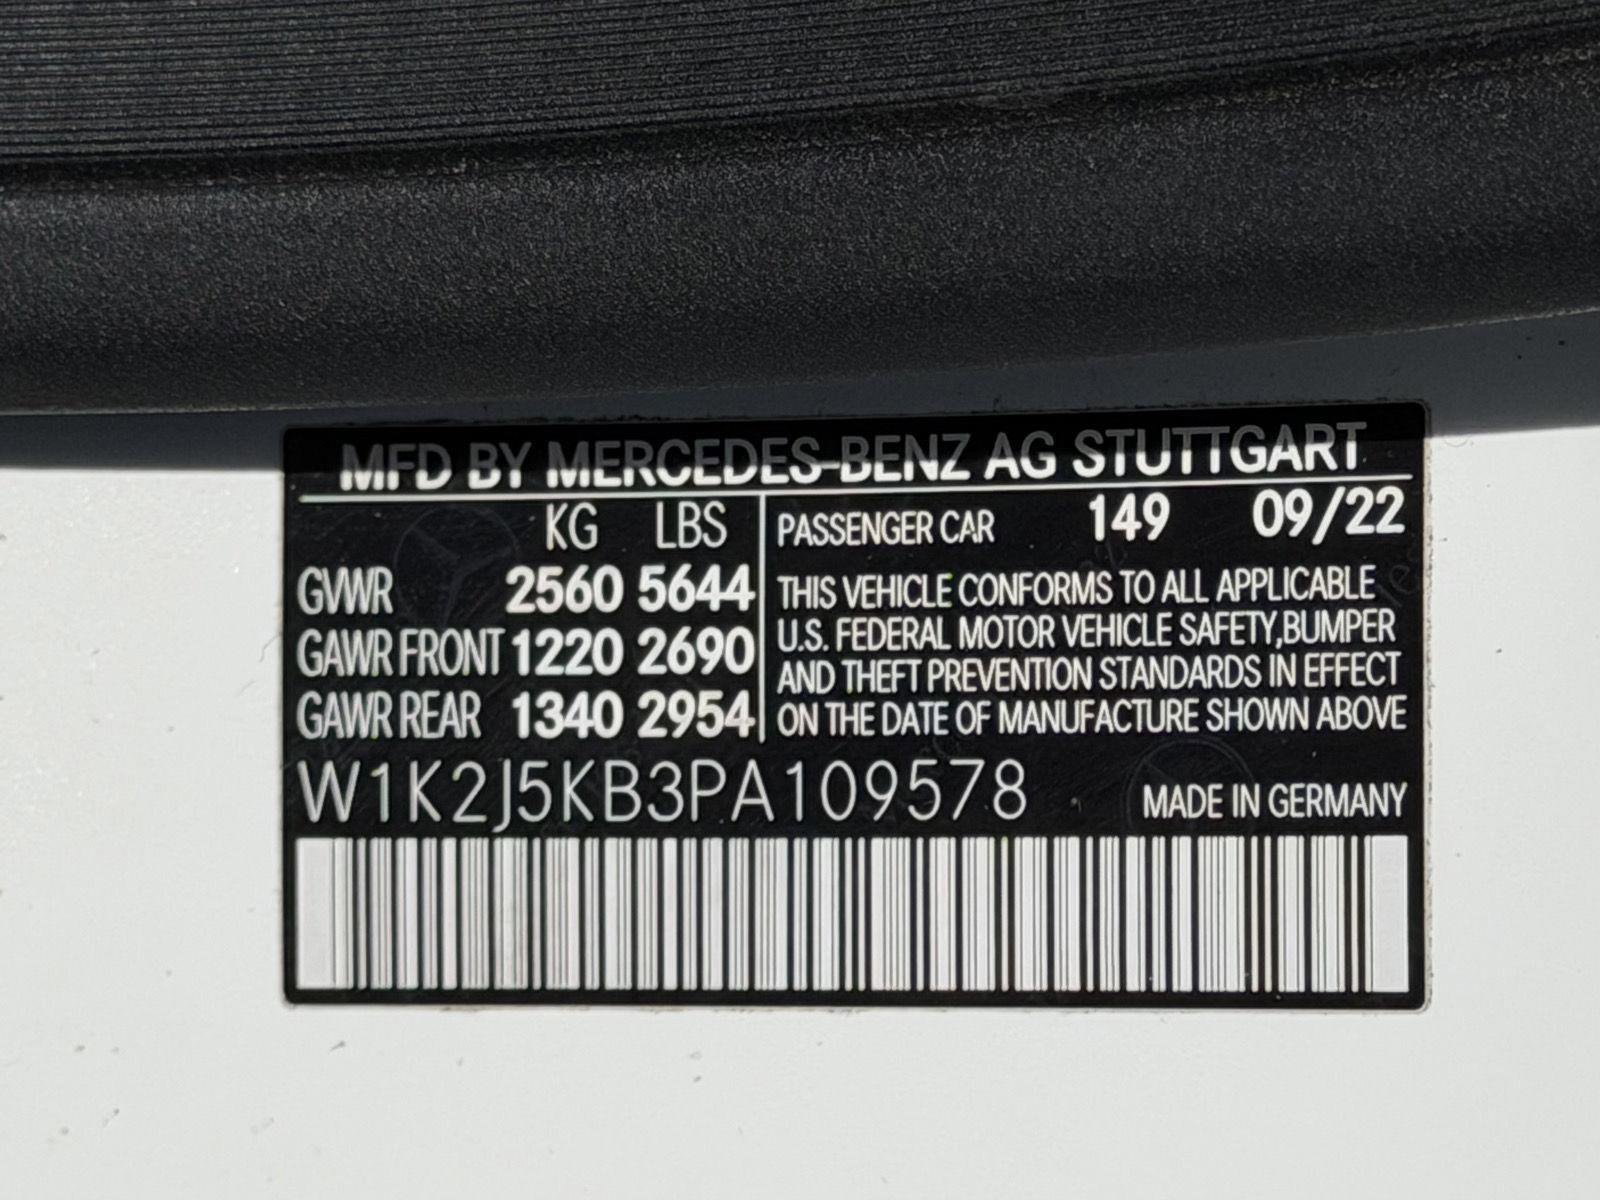 MFD BY MERCEDES-BENZ AG STUTTGART
KG LBS
GVWR 2560 5644
GAWR FRONT 1220 2690
GAWR REAR 1340 2954
PASSENGER CAR 149 09/22
THIS VEHICLE CONFORMS TO ALL APPLICABLE
U.S. FEDERAL MOTOR VEHICLE SAFETY,BUMPER
AND THEFT PREVENTION STANDARDS IN EFFECT
ON THE DATE OF MANUFACTURE SHOWN ABOVE
W1K2J5KB3PA109578 MADE IN GERMANY